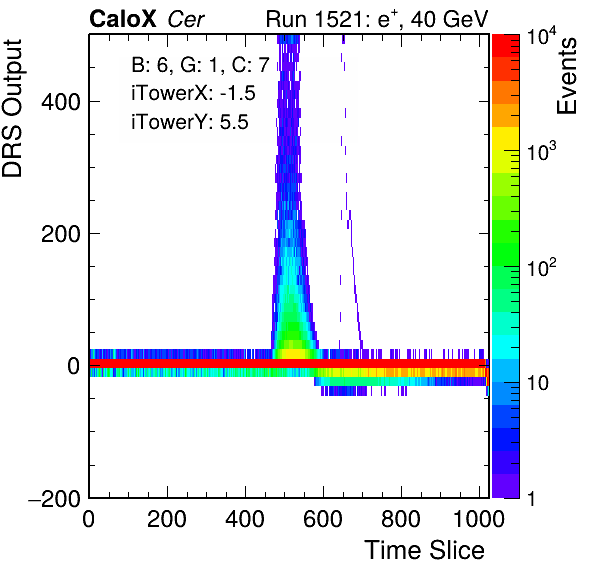 CaloX Cer Run 1521: e+, 40 GeV
B: 6, G: 1, C: 7
iTowerX: -1.5
iTowerY: 5.5
DRS Output
400
200
0
−200
0 200 400 600 800 1000
Time Slice
Events
10^4
10^3
10^2
10
1